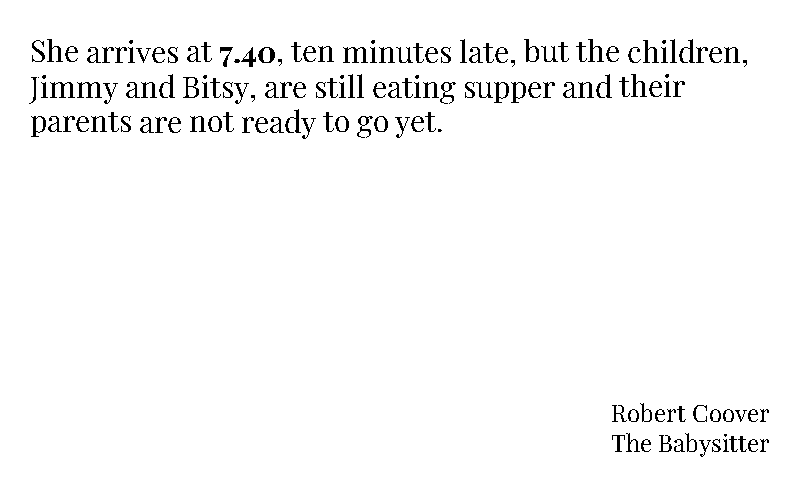 She arrives at 7.40, ten minutes late, but the children,
Jimmy and Bitsy, are still eating supper and their
parents are not ready to go yet.
Robert Coover
The Babysitter